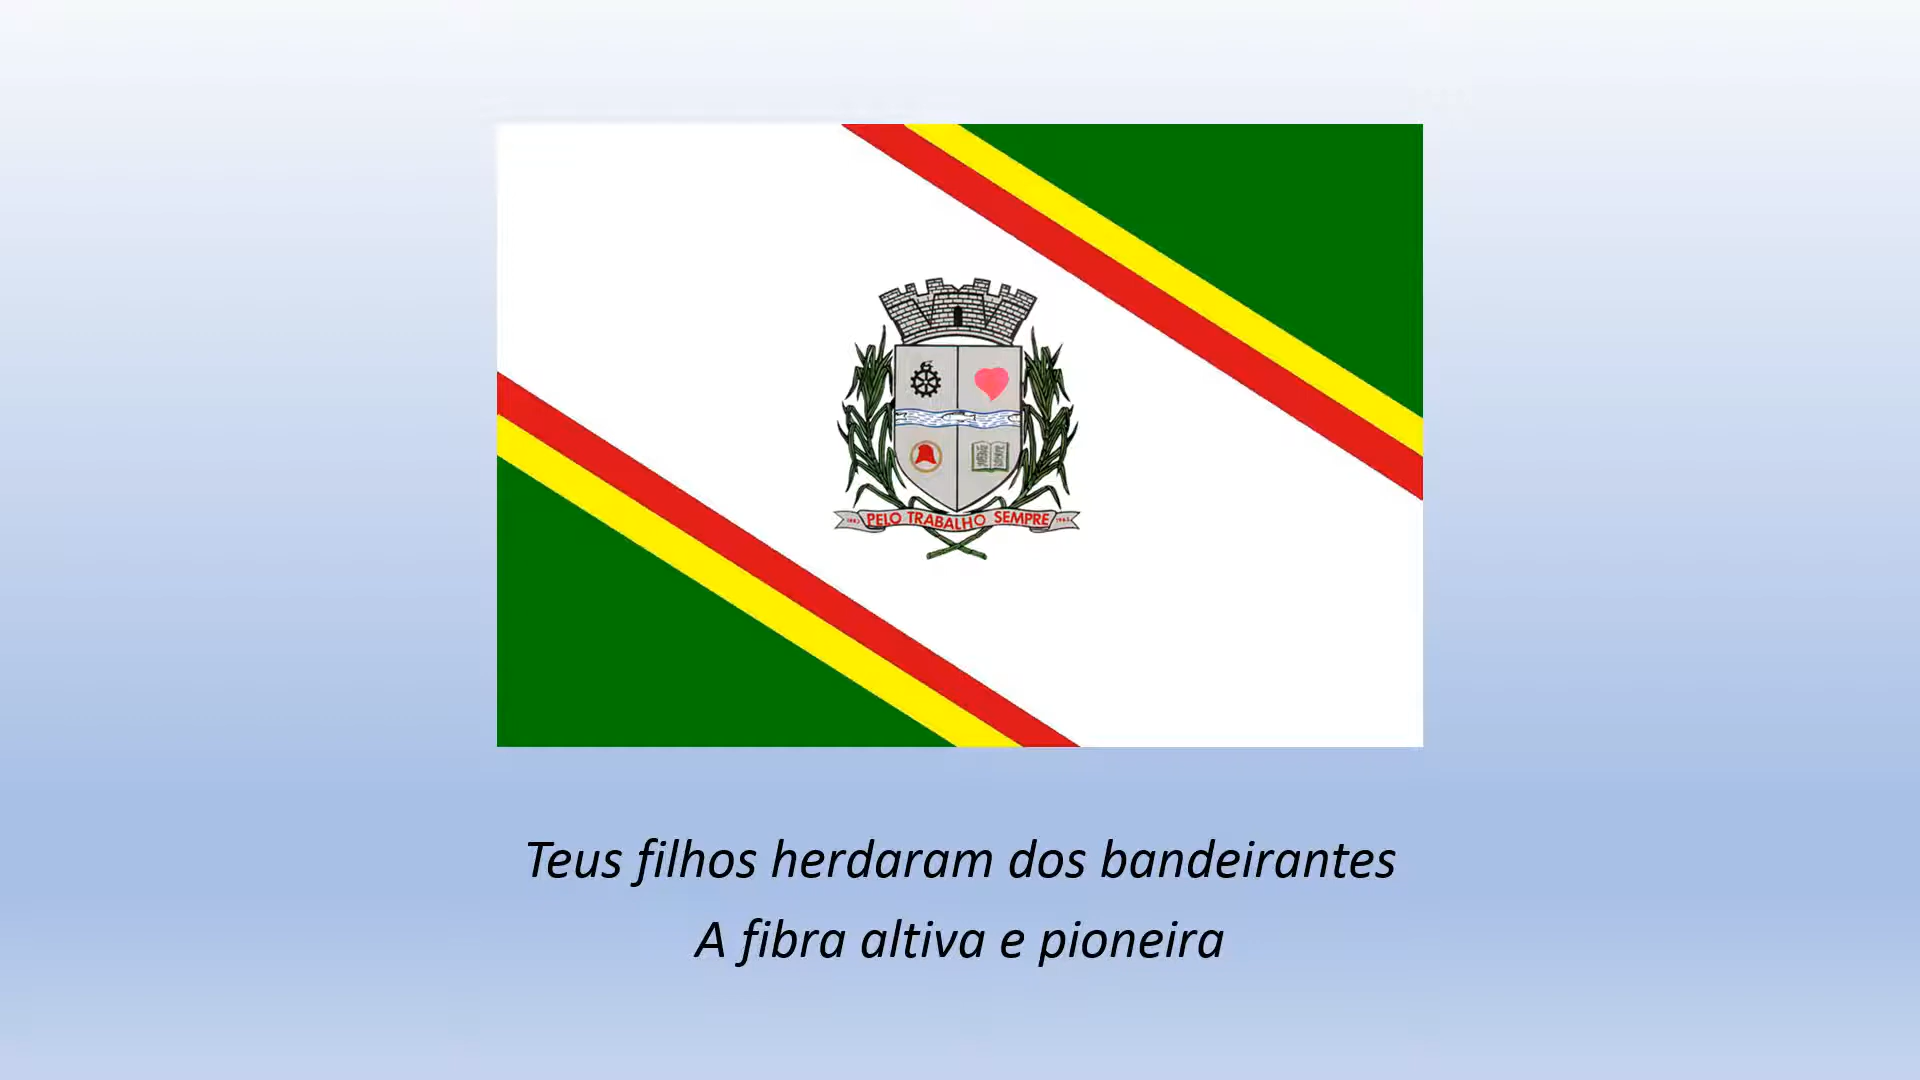 PELO TRABALHO SEMPRE
Teus filhos herdaram dos bandeirantes
A fibra altiva e pioneira